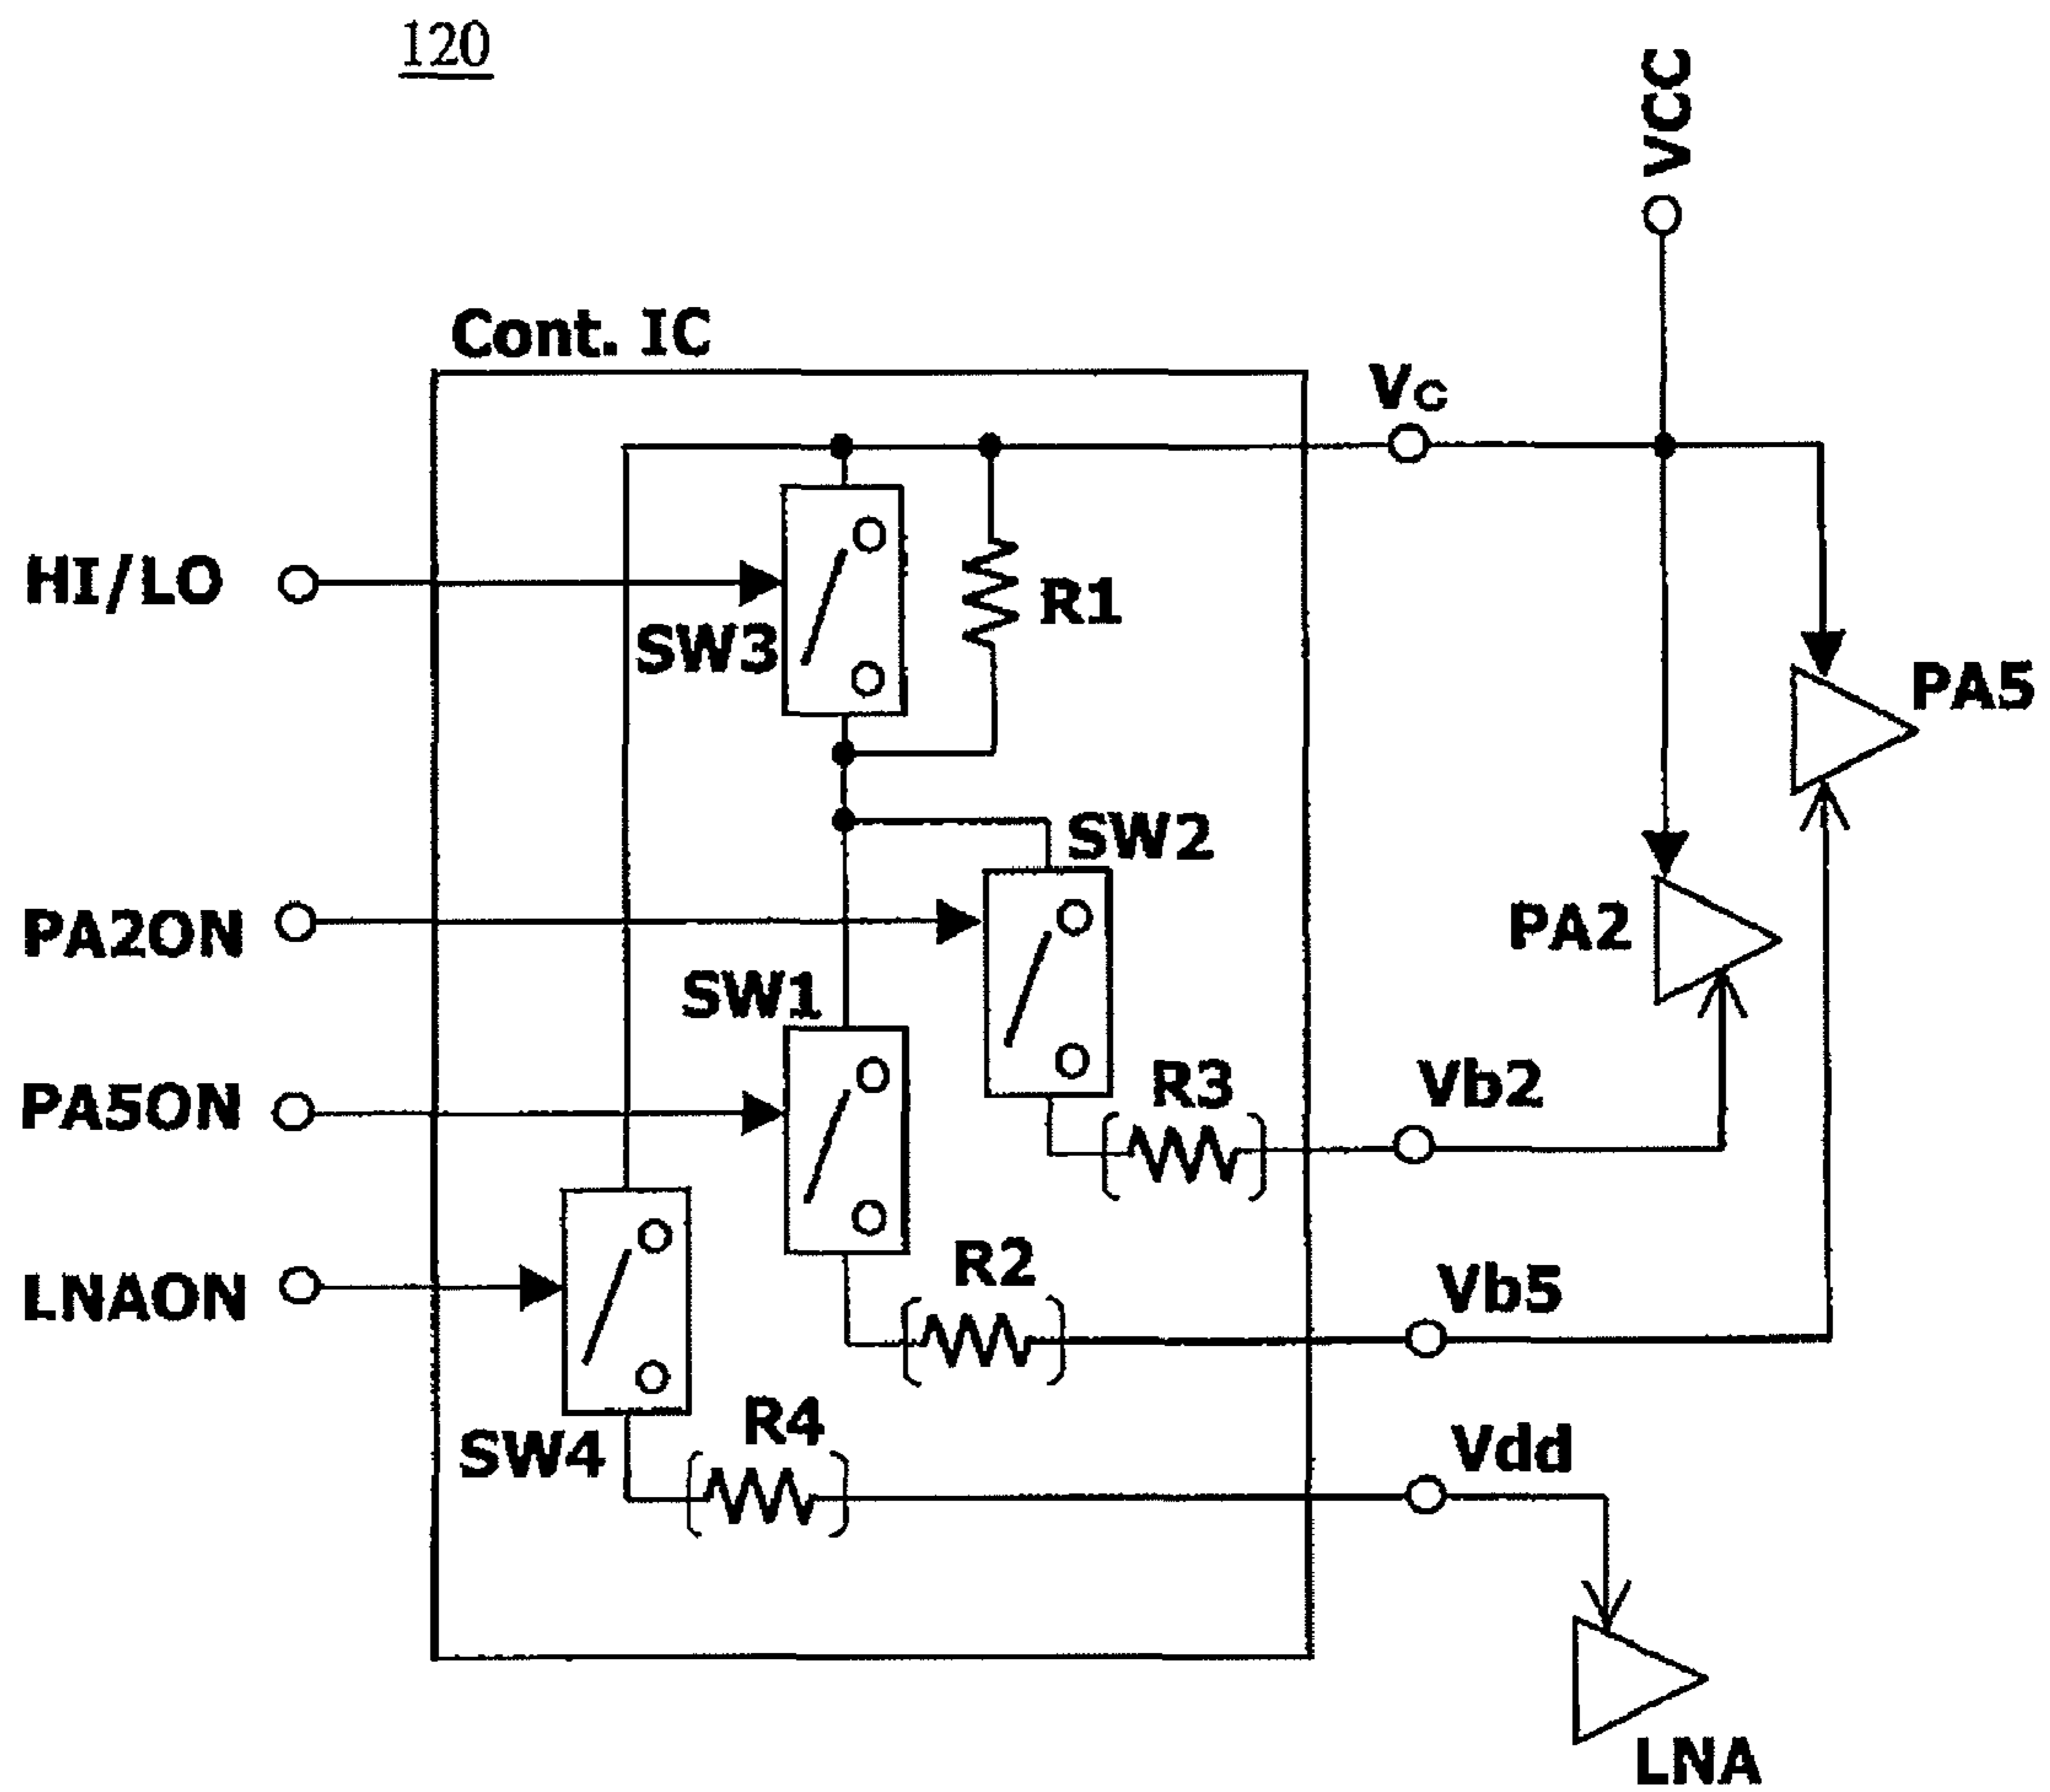 120
VCC
Cont. IC
Vc
HI/LO
SW3
R1
PA5
SW2
PA2ON
PA2
SW1
R3
Vb2
PA5ON
R2
Vb5
LNAON
R4
Vdd
SW4
LNA